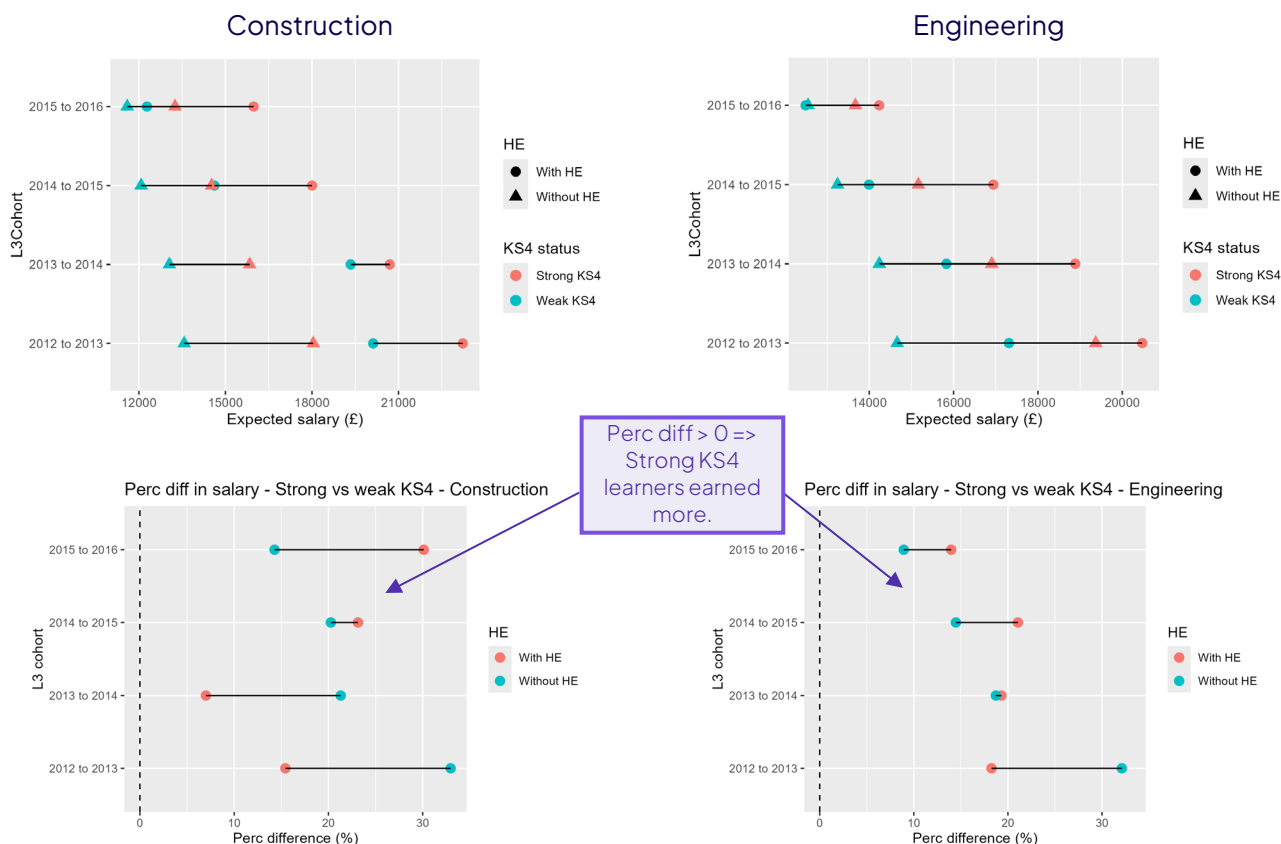 Construction
2015 to 2016
2014 to 2015
2013 to 2014
2012 to 2013
L3Cohort
12000 15000 18000 21000
Expected salary (£)
HE
With HE
Without HE
KS4 status
Strong KS4
Weak KS4
Engineering
2015 to 2016
2014 to 2015
2013 to 2014
2012 to 2013
L3Cohort
14000 16000 18000 20000
Expected salary (£)
HE
With HE
Without HE
KS4 status
Strong KS4
Weak KS4
Perc diff > 0 =>
Strong KS4
learners earned
more.
Perc diff in salary - Strong vs weak KS4 - Construction
2015 to 2016
2014 to 2015
2013 to 2014
2012 to 2013
L3 cohort
0 10 20 30
Perc difference (%)
HE
With HE
Without HE
Perc diff in salary - Strong vs weak KS4 - Engineering
2015 to 2016
2014 to 2015
2013 to 2014
2012 to 2013
L3 cohort
0 10 20 30
Perc difference (%)
HE
With HE
Without HE